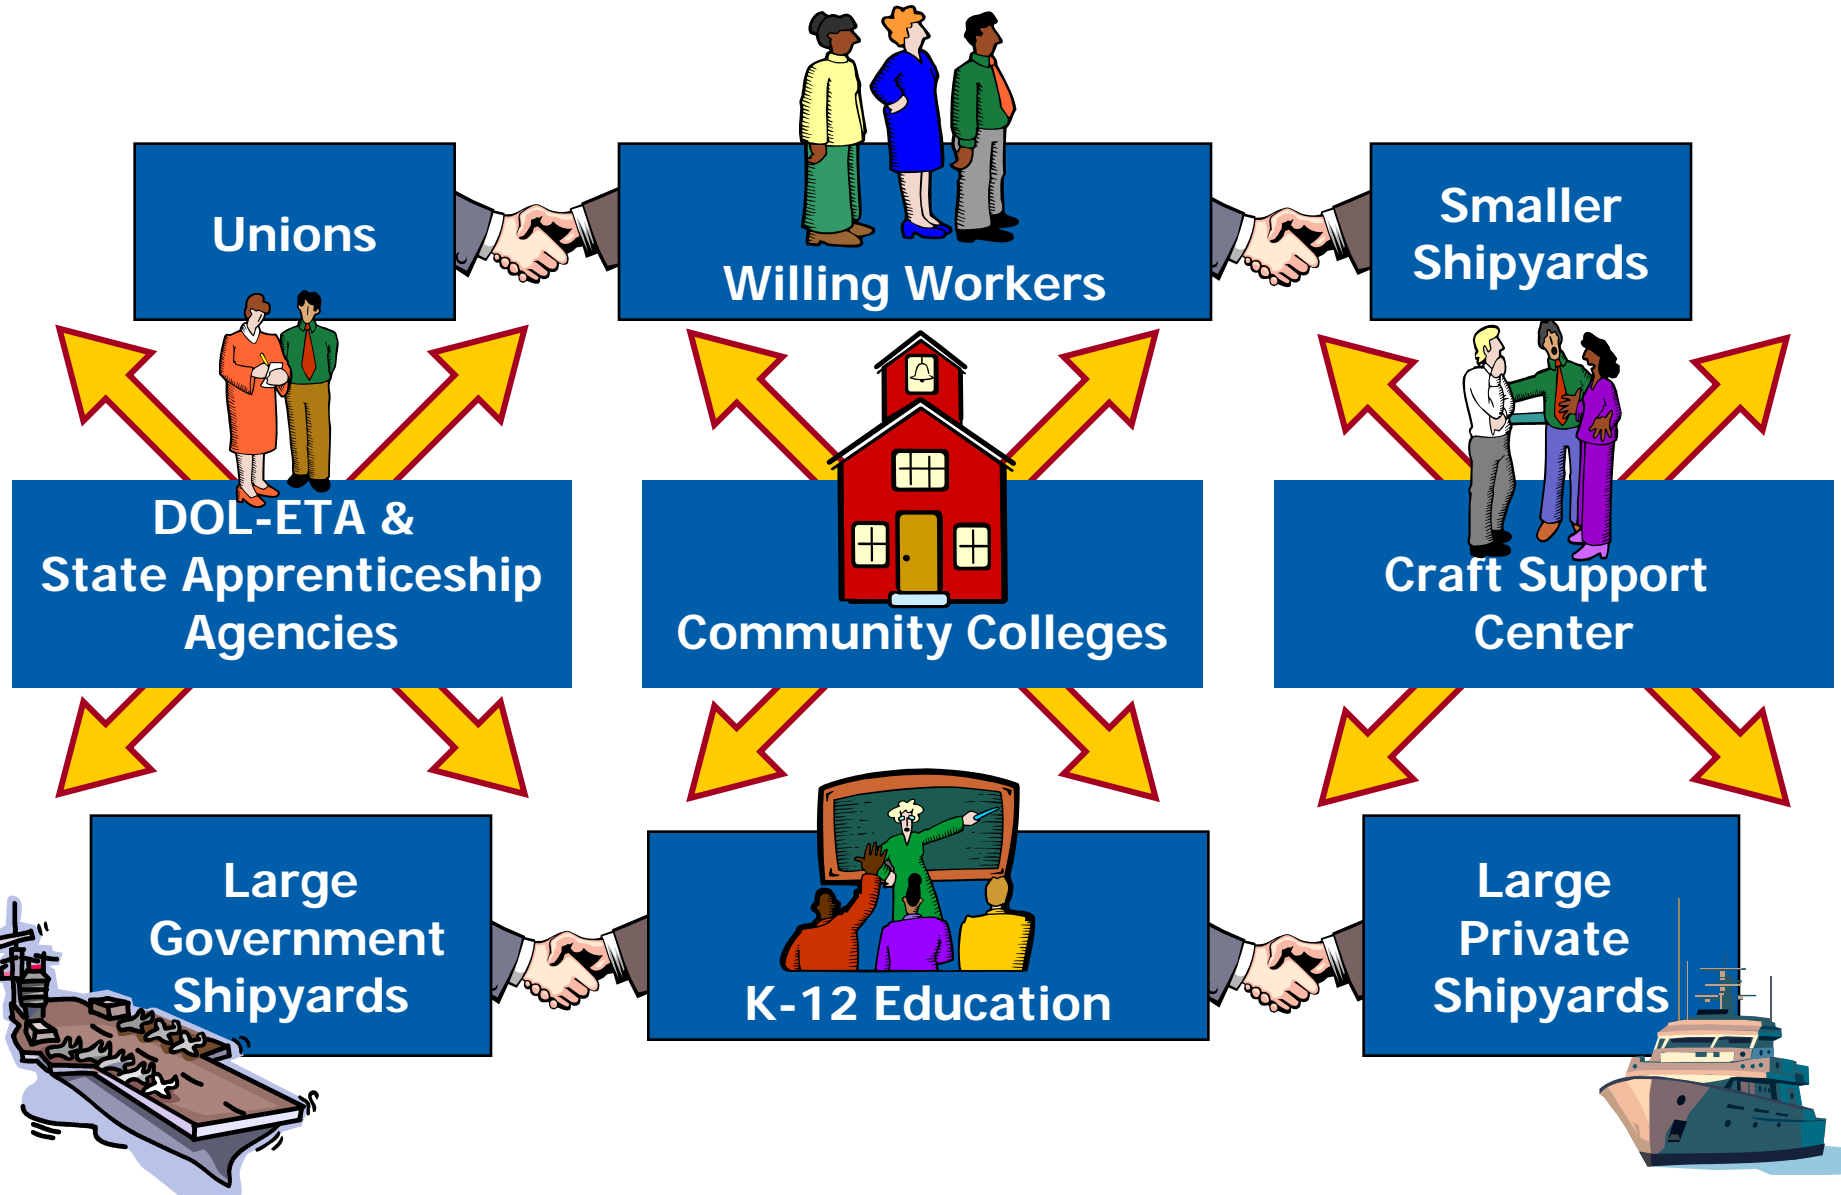 Unions
Willing Workers
Smaller
Shipyards
DOL-ETA &
State Apprenticeship
Agencies
Community Colleges
Craft Support
Center
Large
Government
Shipyards
K-12 Education
Large
Private
Shipyards